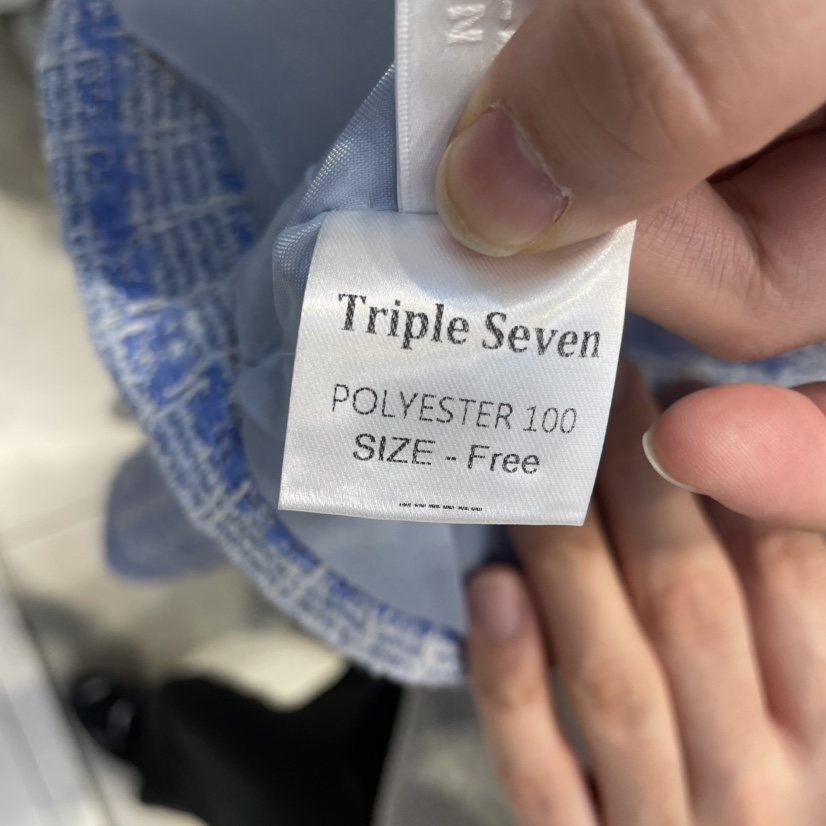 Triple Seven
POLYESTER 100
SIZE - Free